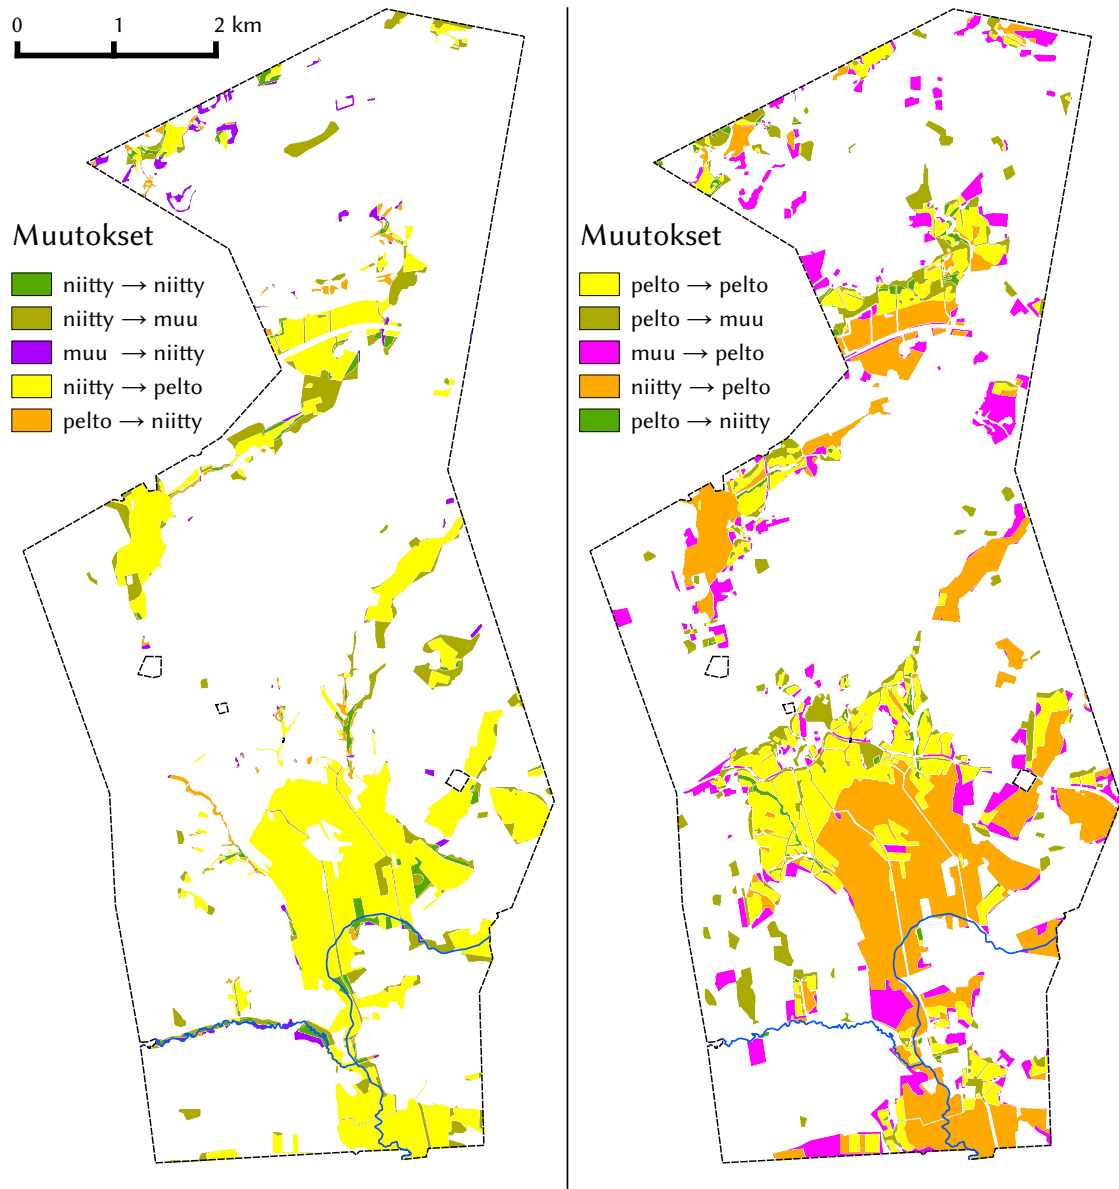 0 1 2 km
Muutokset
niitty → niitty
niitty → muu
muu → niitty
niitty → pelto
pelto → niitty
Muutokset
pelto → pelto
pelto → muu
muu → pelto
niitty → pelto
pelto → niitty